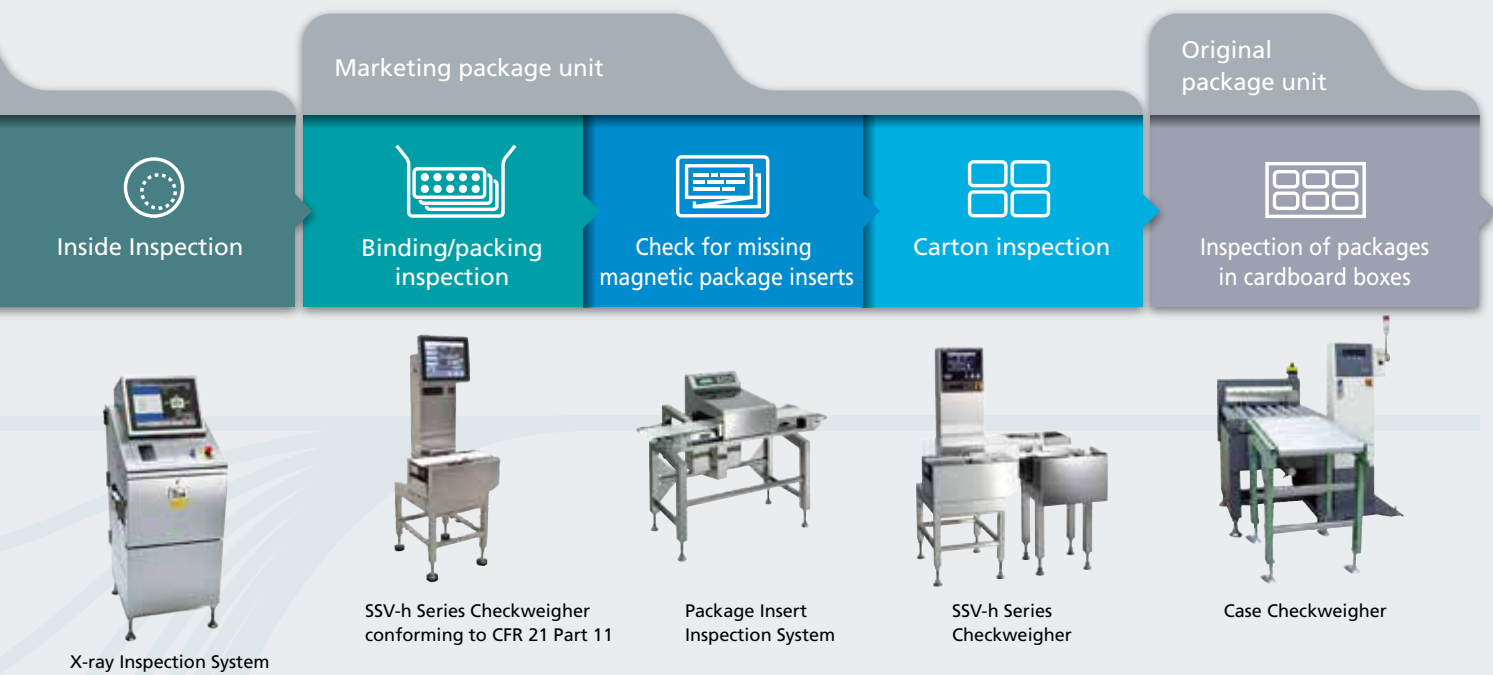 Marketing package unit
Original
package unit
Inside Inspection
Binding/packing
inspection
Check for missing
magnetic package inserts
Carton inspection
Inspection of packages
in cardboard boxes
X-ray Inspection System
SSV-h Series Checkweigher
conforming to CFR 21 Part 11
Package Insert
Inspection System
SSV-h Series
Checkweigher
Case Checkweigher